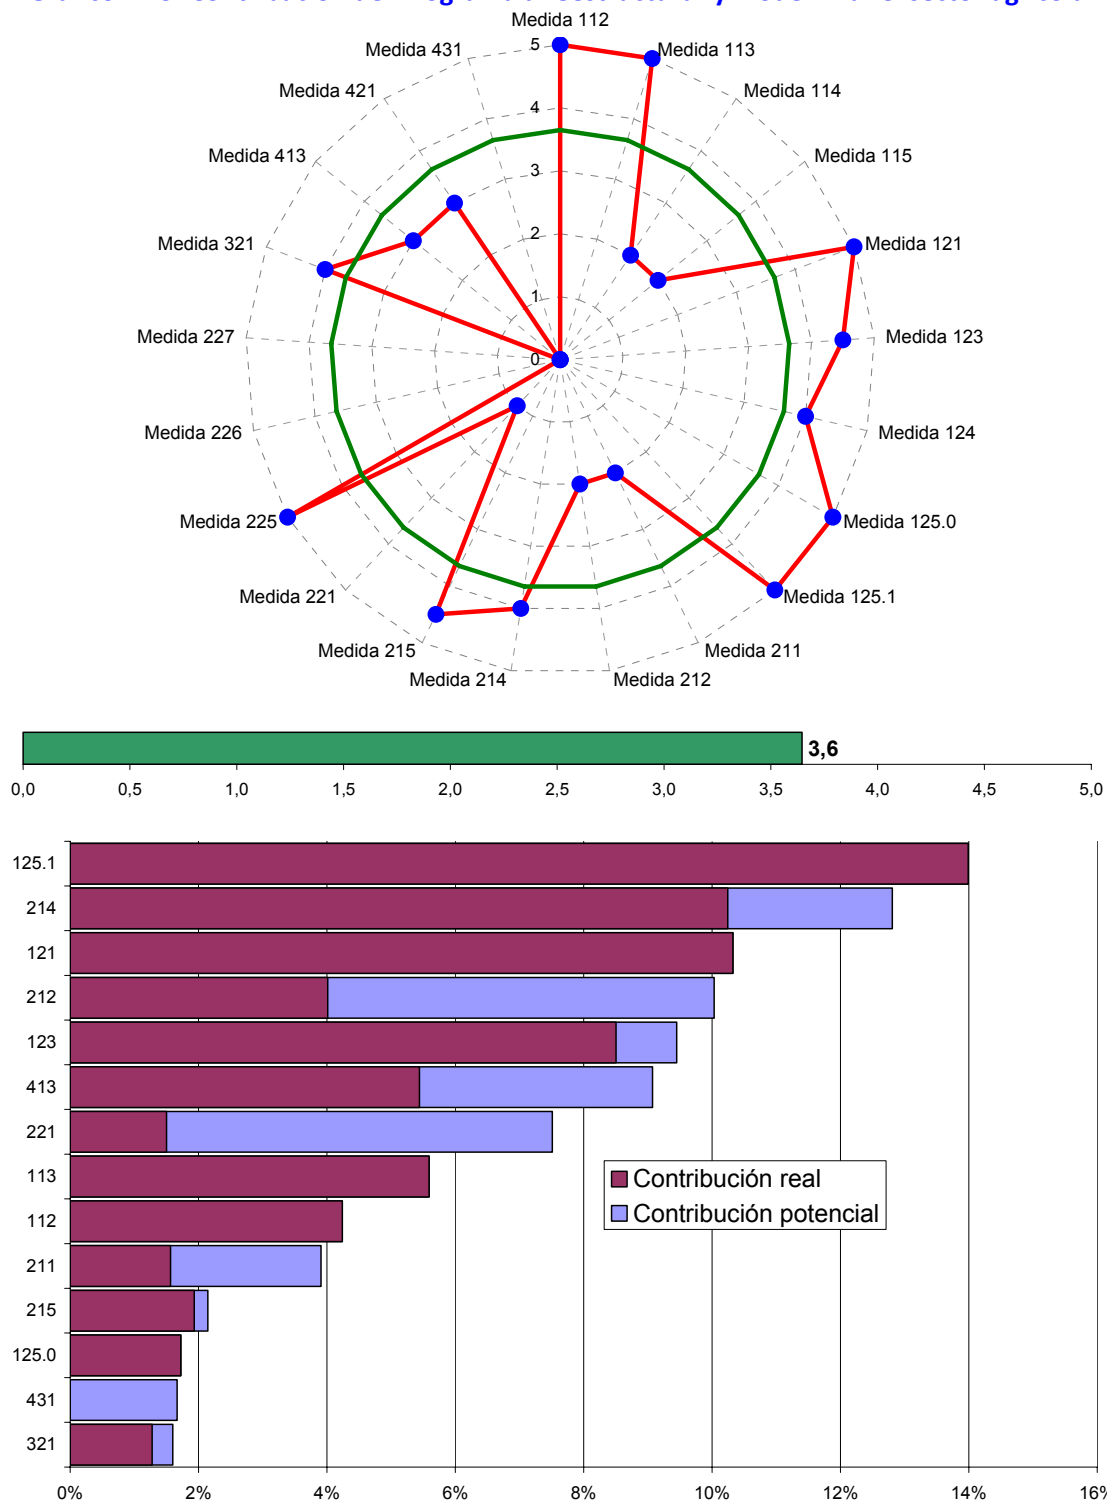 Medida 112
Medida 431
Medida 113
Medida 421
Medida 114
Medida 413
Medida 115
Medida 321
Medida 121
Medida 227
Medida 123
Medida 226
Medida 124
Medida 225
Medida 125.0
Medida 221
Medida 125.1
Medida 215
Medida 211
Medida 214
Medida 212
5
4
3
2
1
0
3,6
0,0 0,5 1,0 1,5 2,0 2,5 3,0 3,5 4,0 4,5 5,0
125.1
214
121
212
123
413
221
113
112
211
215
125.0
431
321
Contribución real
Contribución potencial
0% 2% 4% 6% 8% 10% 12% 14% 16%